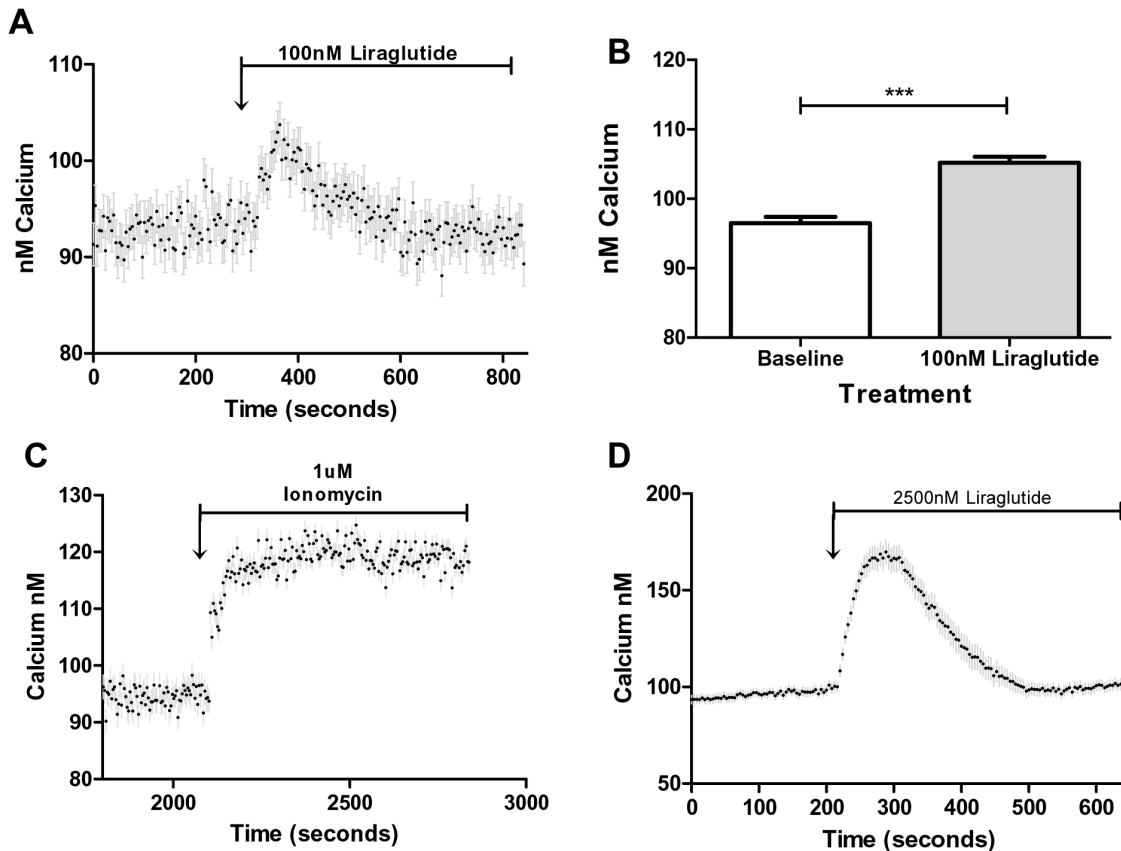 A
100nM Liraglutide
110
100
90
80
nM Calcium
0 200 400 600 800
Time (seconds)
B
***
120
110
100
90
80
nM Calcium
Baseline 100nM Liraglutide
Treatment
C
1uM
Ionomycin
130
120
110
100
90
80
Calcium nM
2000 2500 3000
Time (seconds)
D
2500nM Liraglutide
200
150
100
50
Calcium nM
0 100 200 300 400 500 600
Time (seconds)